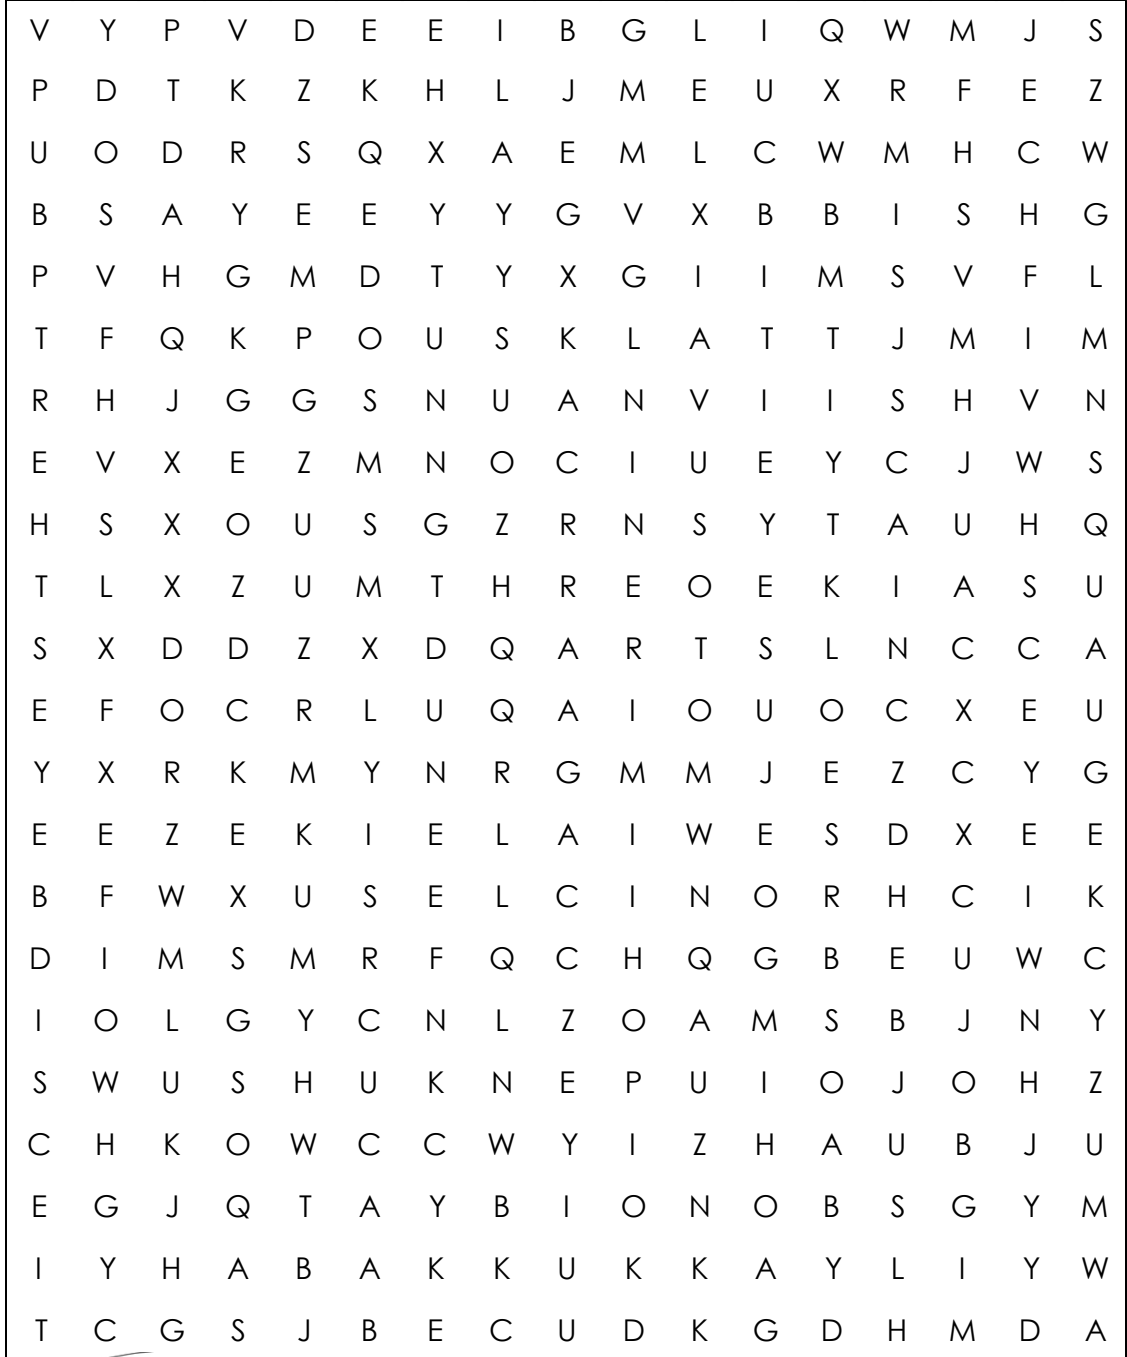 V Y P V D E E I B G L I Q W M J S
P D T K Z K H L J M E U X R F E Z
U O D R S Q X A E M L C W M H C W
B S A Y E E Y Y G V X B B I S H G
P V H G M D T Y X G I I M S V F L
T F Q K P O U S K L A T T J M I M
R H J G G S N U A N V I I S H V N
E V X E Z M N O C I U E Y C J W S
H S X O U S G Z R N S Y T A U H Q
T L X Z U M T H R E O E K I A S U
S X D D Z X D Q A R T S L N C C A
E F O C R L U Q A I O U O C X E U
Y X R K M Y N R G M M J E Z C Y G
E E Z E K I E L A I W E S D X E E
B F W X U S E L C I N O R H C I K
D I M S M R F Q C H Q G B E U W C
I O L G Y C N L Z O A M S B J N Y
S W U S H U K N E P U I O J O H Z
C H K O W C C W Y I Z H A U B J U
E G J Q T A Y B I O N O B S G Y M
I Y H A B A K K U K K A Y L I Y W
T C G S J B E C U D K G D H M D A